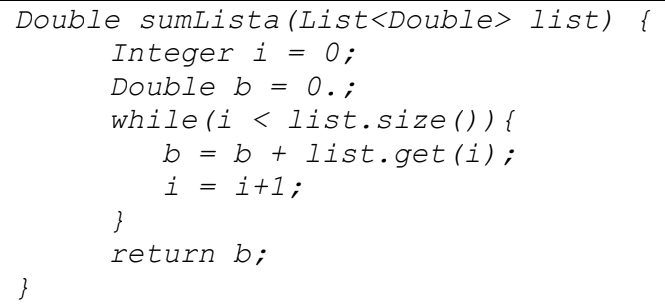 Double sumLista(List<Double> list) {
Integer i = 0;
Double b = 0.;
while(i < list.size()){
b = b + list.get(i);
i = i+1;
}
return b;
}